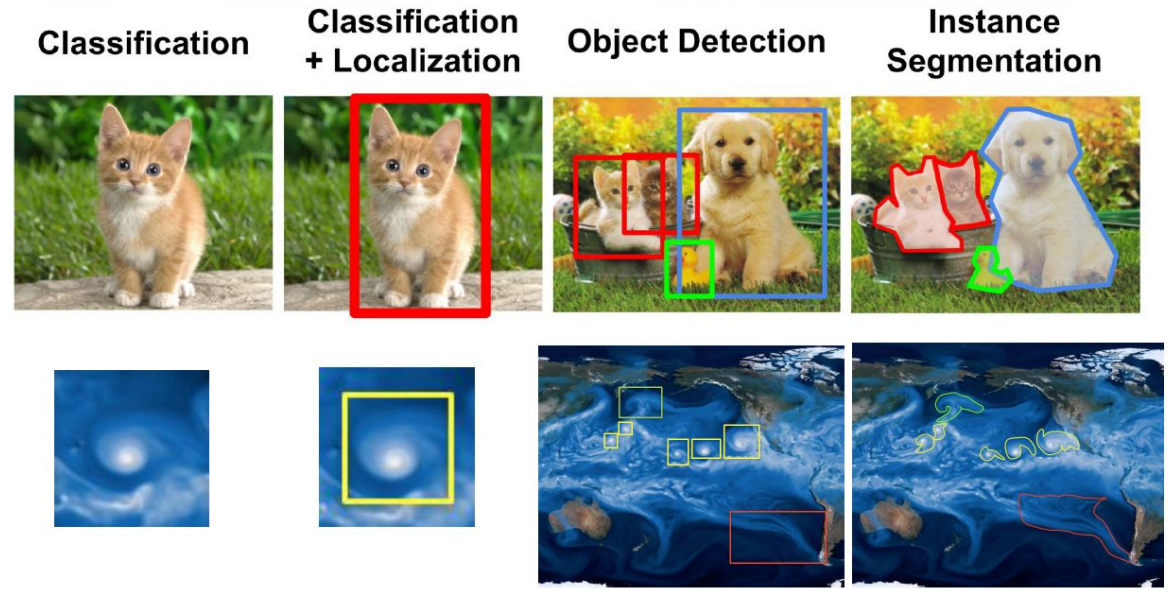 Classification
Classification
+ Localization
Object Detection
Instance
Segmentation